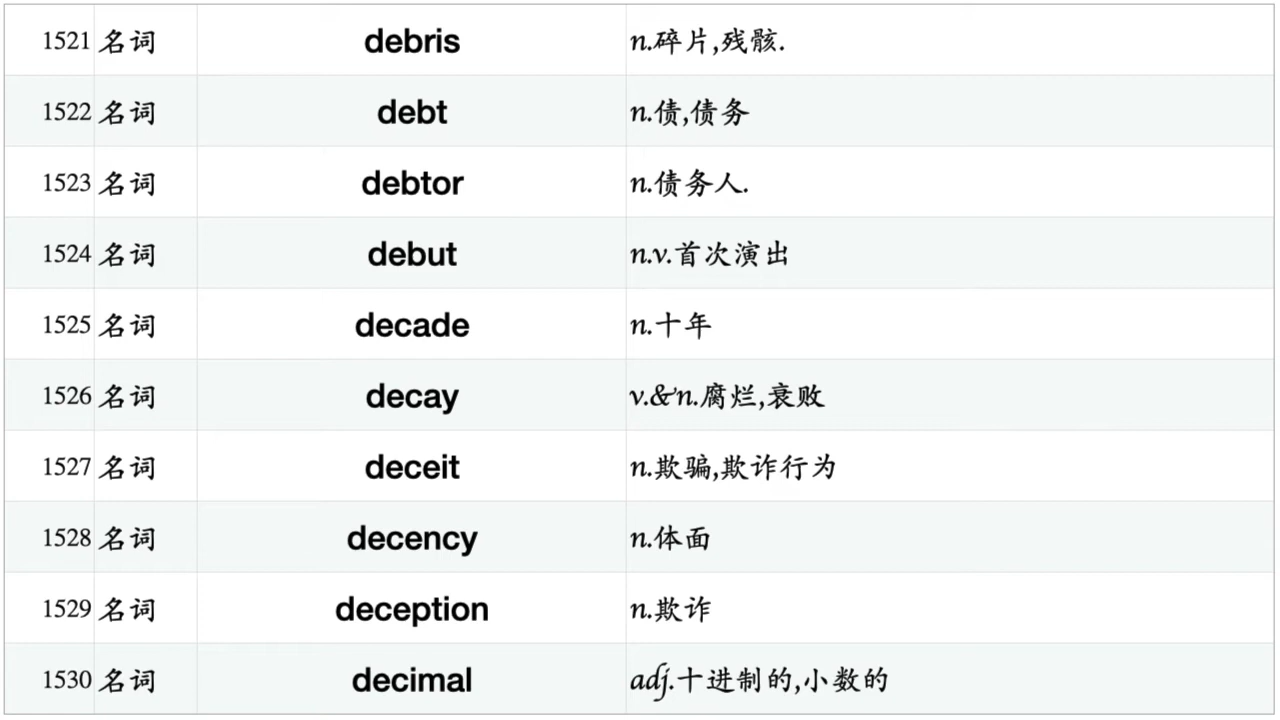 1521 名词 debris n.碎片,残骸.
1522 名词 debt n.债,债务
1523 名词 debtor n.债务人.
1524 名词 debut n.v.首次演出
1525 名词 decade n.十年
1526 名词 decay v.&n.腐烂,衰败
1527 名词 deceit n.欺骗,欺诈行为
1528 名词 decency n.体面
1529 名词 deception n.欺诈
1530 名词 decimal adj.十进制的,小数的